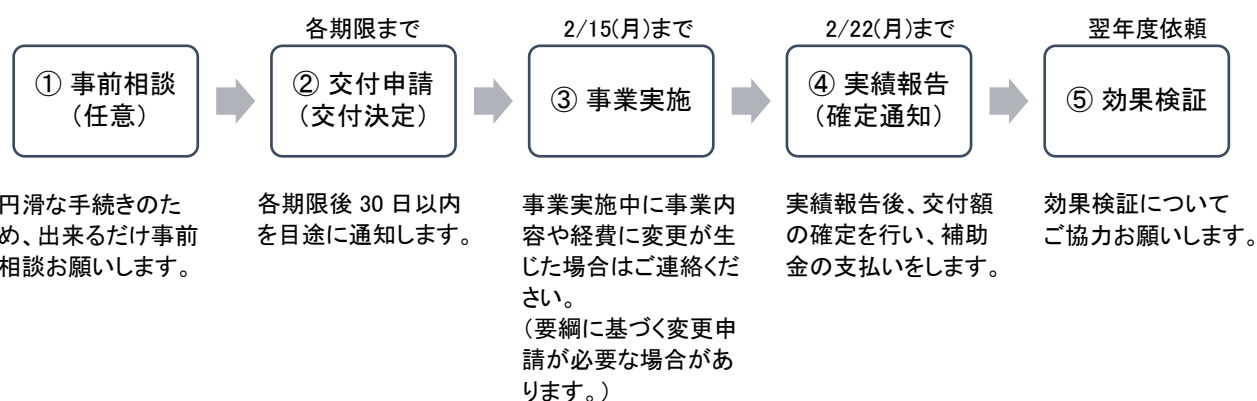 各期限まで
2/15(月)まで
2/22(月)まで
翌年度依頼
① 事前相談
（任意）
② 交付申請
（交付決定）
③ 事業実施
④ 実績報告
（確定通知）
⑤ 効果検証
円滑な手続きのた
め、出来るだけ事前
相談お願いします。
各期限後 30 日以内
を目途に通知します。
事業実施中に事業内
容や経費に変更が生
じた場合はご連絡くだ
さい。
（要綱に基づく変更申
請が必要な場合があ
ります。）
実績報告後、交付額
の確定を行い、補助
金の支払いをします。
効果検証について
ご協力お願いします。